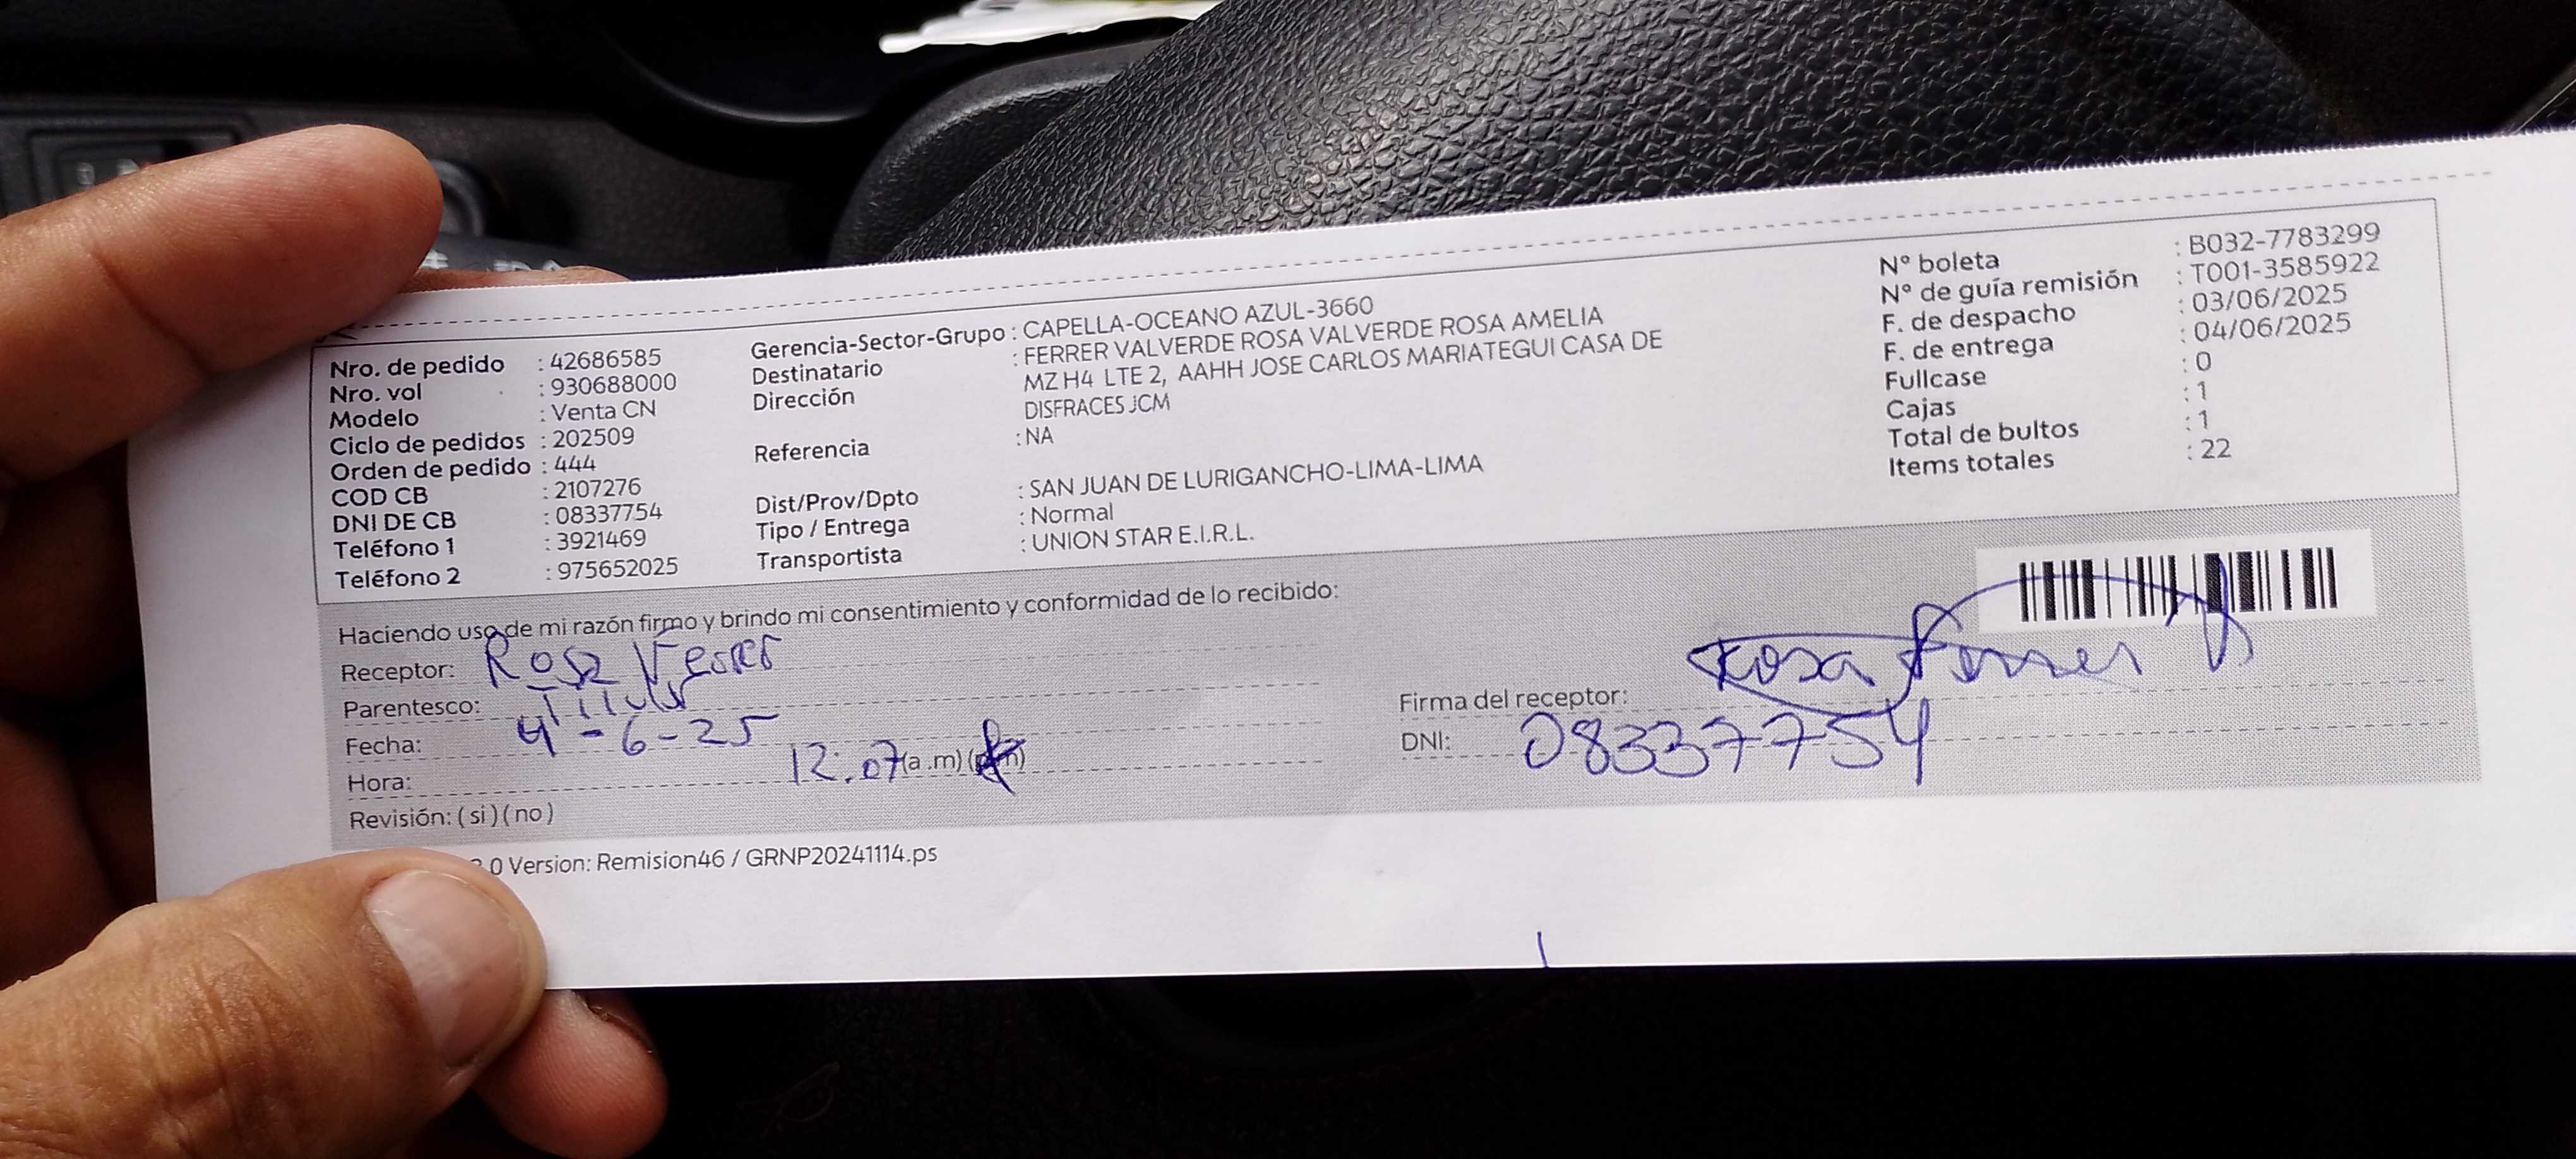 Nro. de pedido : 42686585
Nro. vol : 930688000
Modelo : Venta CN
Ciclo de pedidos : 202509
Orden de pedido : 444
COD CB : 2107276
DNI DE CB : 08337754
Teléfono 1 : 3921469
Teléfono 2 : 975652025
Gerencia-Sector-Grupo : CAPELLA-OCEANO AZUL-3660
Destinatario : FERRER VALVERDE ROSA VALVERDE ROSA AMELIA
Dirección MZ H4 LTE 2, AAHH JOSE CARLOS MARIATEGUI CASA DE
DISFRACES JCM
Referencia : NA
Dist/Prov/Dpto : SAN JUAN DE LURIGANCHO-LIMA-LIMA
Tipo / Entrega : Normal
Transportista : UNION STAR E.I.R.L.
N° boleta : B032-7783299
N° de guía remisión : T001-3585922
F. de despacho : 03/06/2025
F. de entrega : 04/06/2025
Fullcase : 0
Cajas : 1
Total de bultos : 1
Items totales : 22
Haciendo uso de mi razón firmo y brindo mi consentimiento y conformidad de lo recibido:
Receptor: Rosa Ferrer
Parentesco: Titular
Fecha: 4-6-25
Hora: 12:07 (a.m) (p.m)
Revisión: ( si ) ( no )
Firma del receptor: Rosa Ferrer V
DNI: 08337754
.0 Version: Remision46 / GRNP20241114.ps